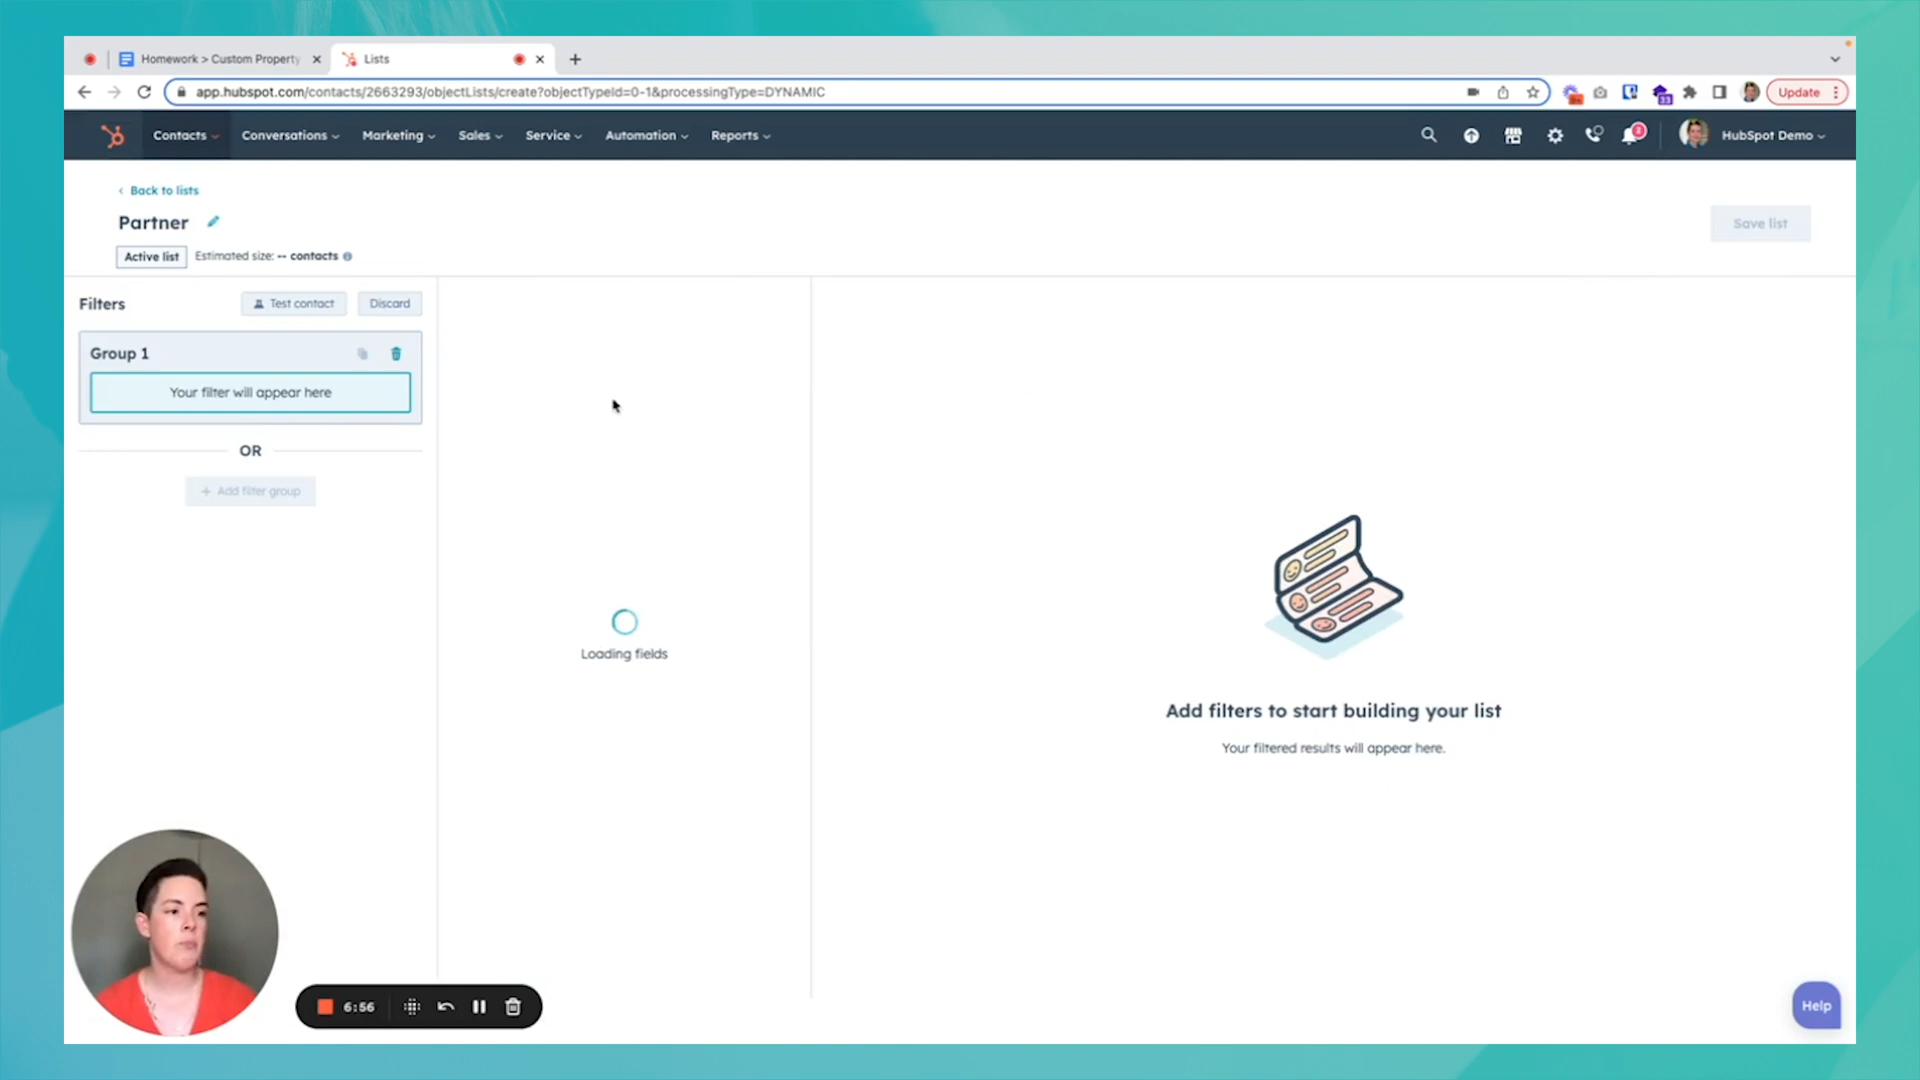 Homework > Custom Property
Lists
app.hubspot.com/contacts/2663293/objectLists/create?objectTypeId=0-1&processingType=DYNAMIC
Update
Contacts
Conversations
Marketing
Sales
Service
Automation
Reports
HubSpot Demo
Back to lists
Partner
Save list
Active list
Estimated size: -- contacts
Filters
Test contact
Discard
Group 1
Your filter will appear here
OR
+ Add filter group
Loading fields
Add filters to start building your list
Your filtered results will appear here.
6:56
Help